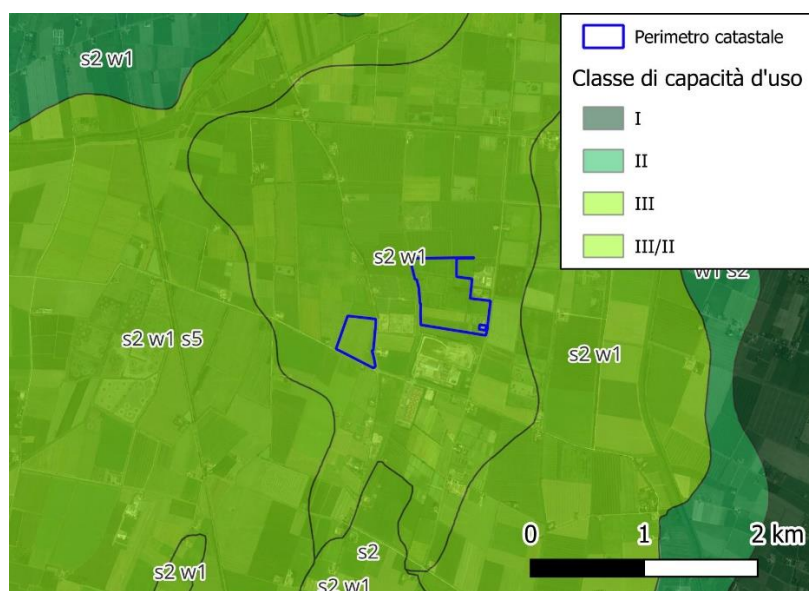 s2 w1
Perimetro catastale
Classe di capacità d'uso
I
II
III
III/II
s2 w1
w1 s2
s2 w1 s5
s2 w1
s2
s2 w1
s2 w1
0 1 2 km